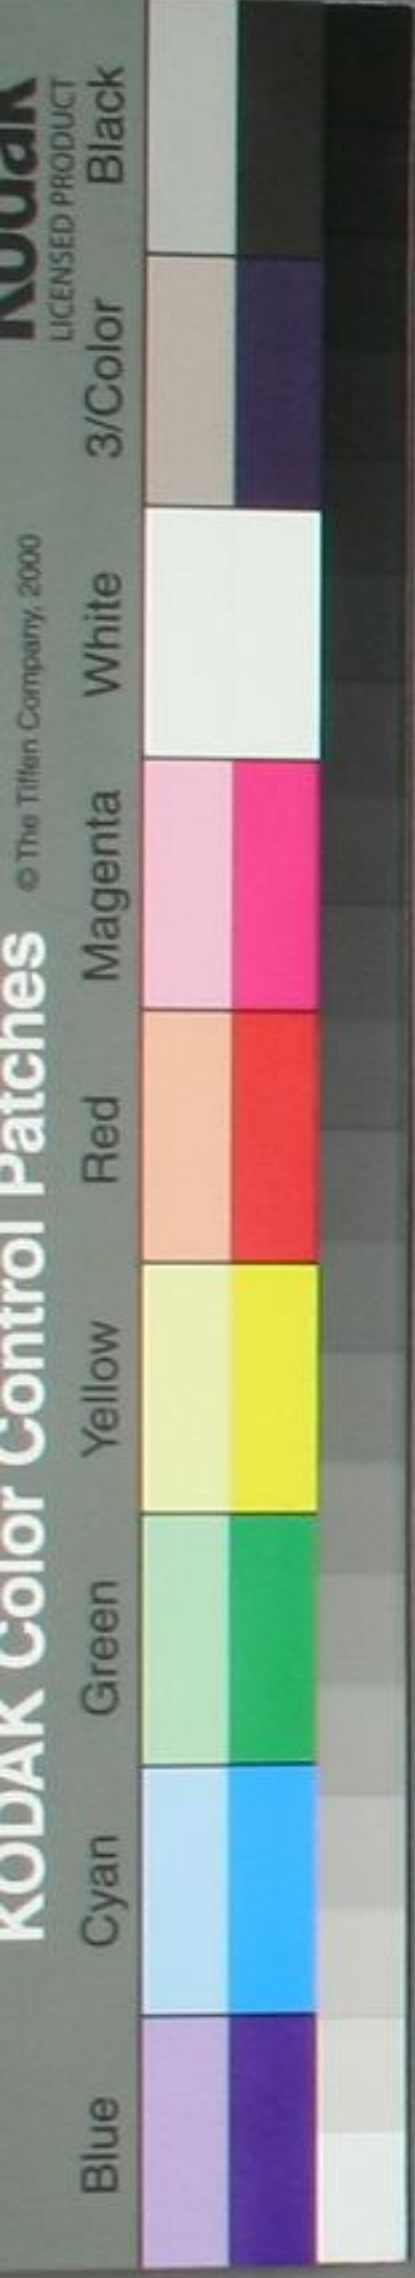 Kodak
LICENSED PRODUCT
KODAK Color Control Patches © The Tiffen Company, 2000
Blue Cyan Green Yellow Red Magenta White 3/Color Black